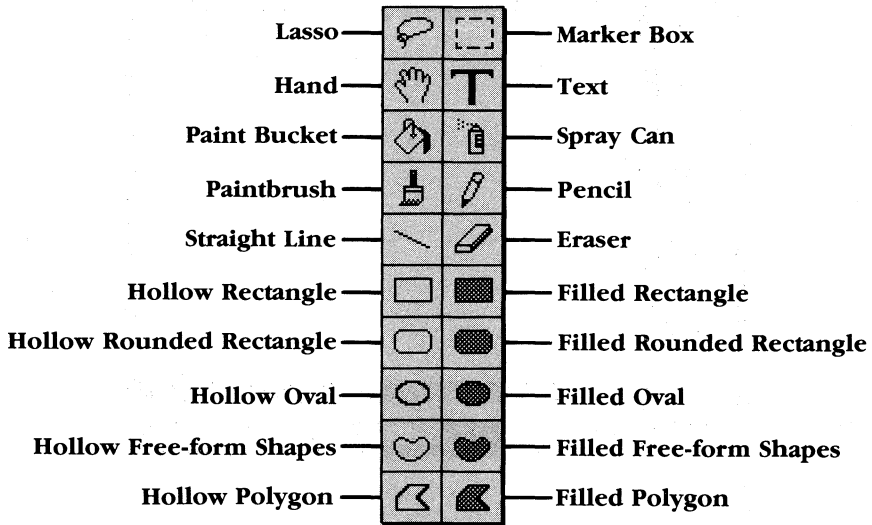 Lasso
Marker Box
Hand
Text
Paint Bucket
Spray Can
Paintbrush
Pencil
Straight Line
Eraser
Hollow Rectangle
Filled Rectangle
Hollow Rounded Rectangle
Filled Rounded Rectangle
Hollow Oval
Filled Oval
Hollow Free-form Shapes
Filled Free-form Shapes
Hollow Polygon
Filled Polygon